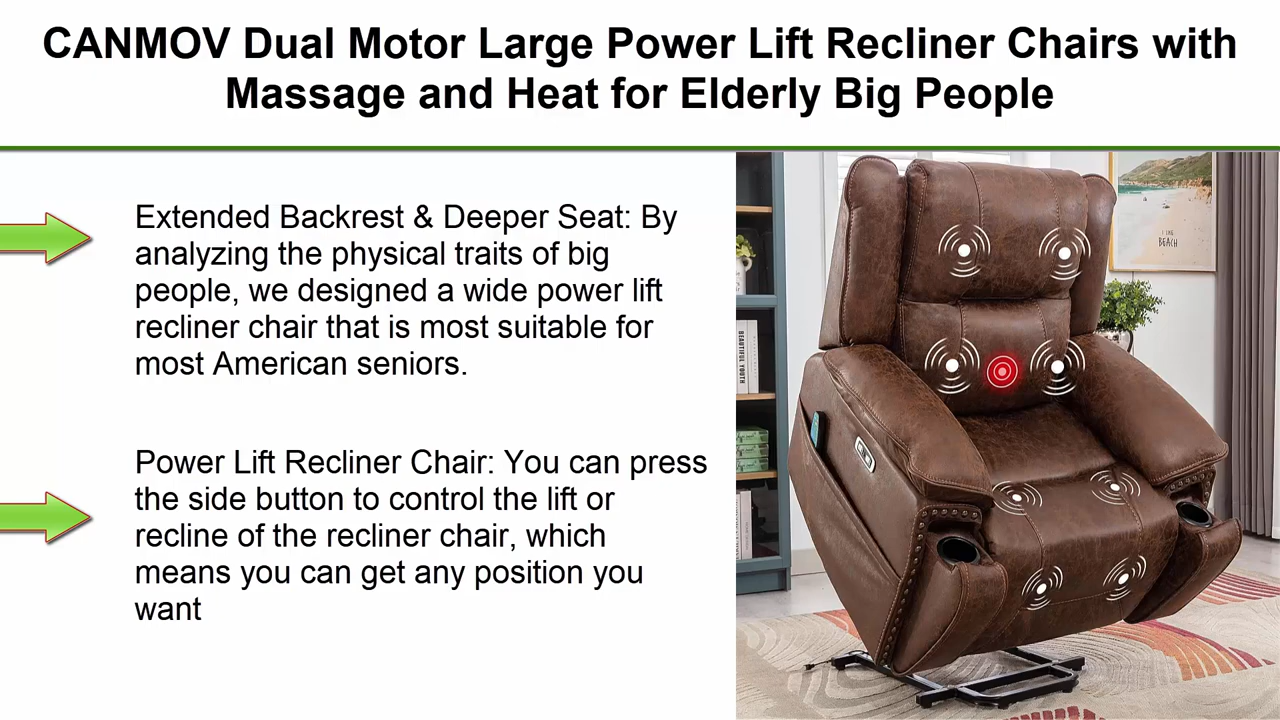 CANMOV Dual Motor Large Power Lift Recliner Chairs with
Massage and Heat for Elderly Big People
Extended Backrest & Deeper Seat: By
analyzing the physical traits of big
people, we designed a wide power lift
recliner chair that is most suitable for
most American seniors.
Power Lift Recliner Chair: You can press
the side button to control the lift or
recline of the recliner chair, which
means you can get any position you
want
I LIKE
BEACH
BEAUTIFUL YOUTH